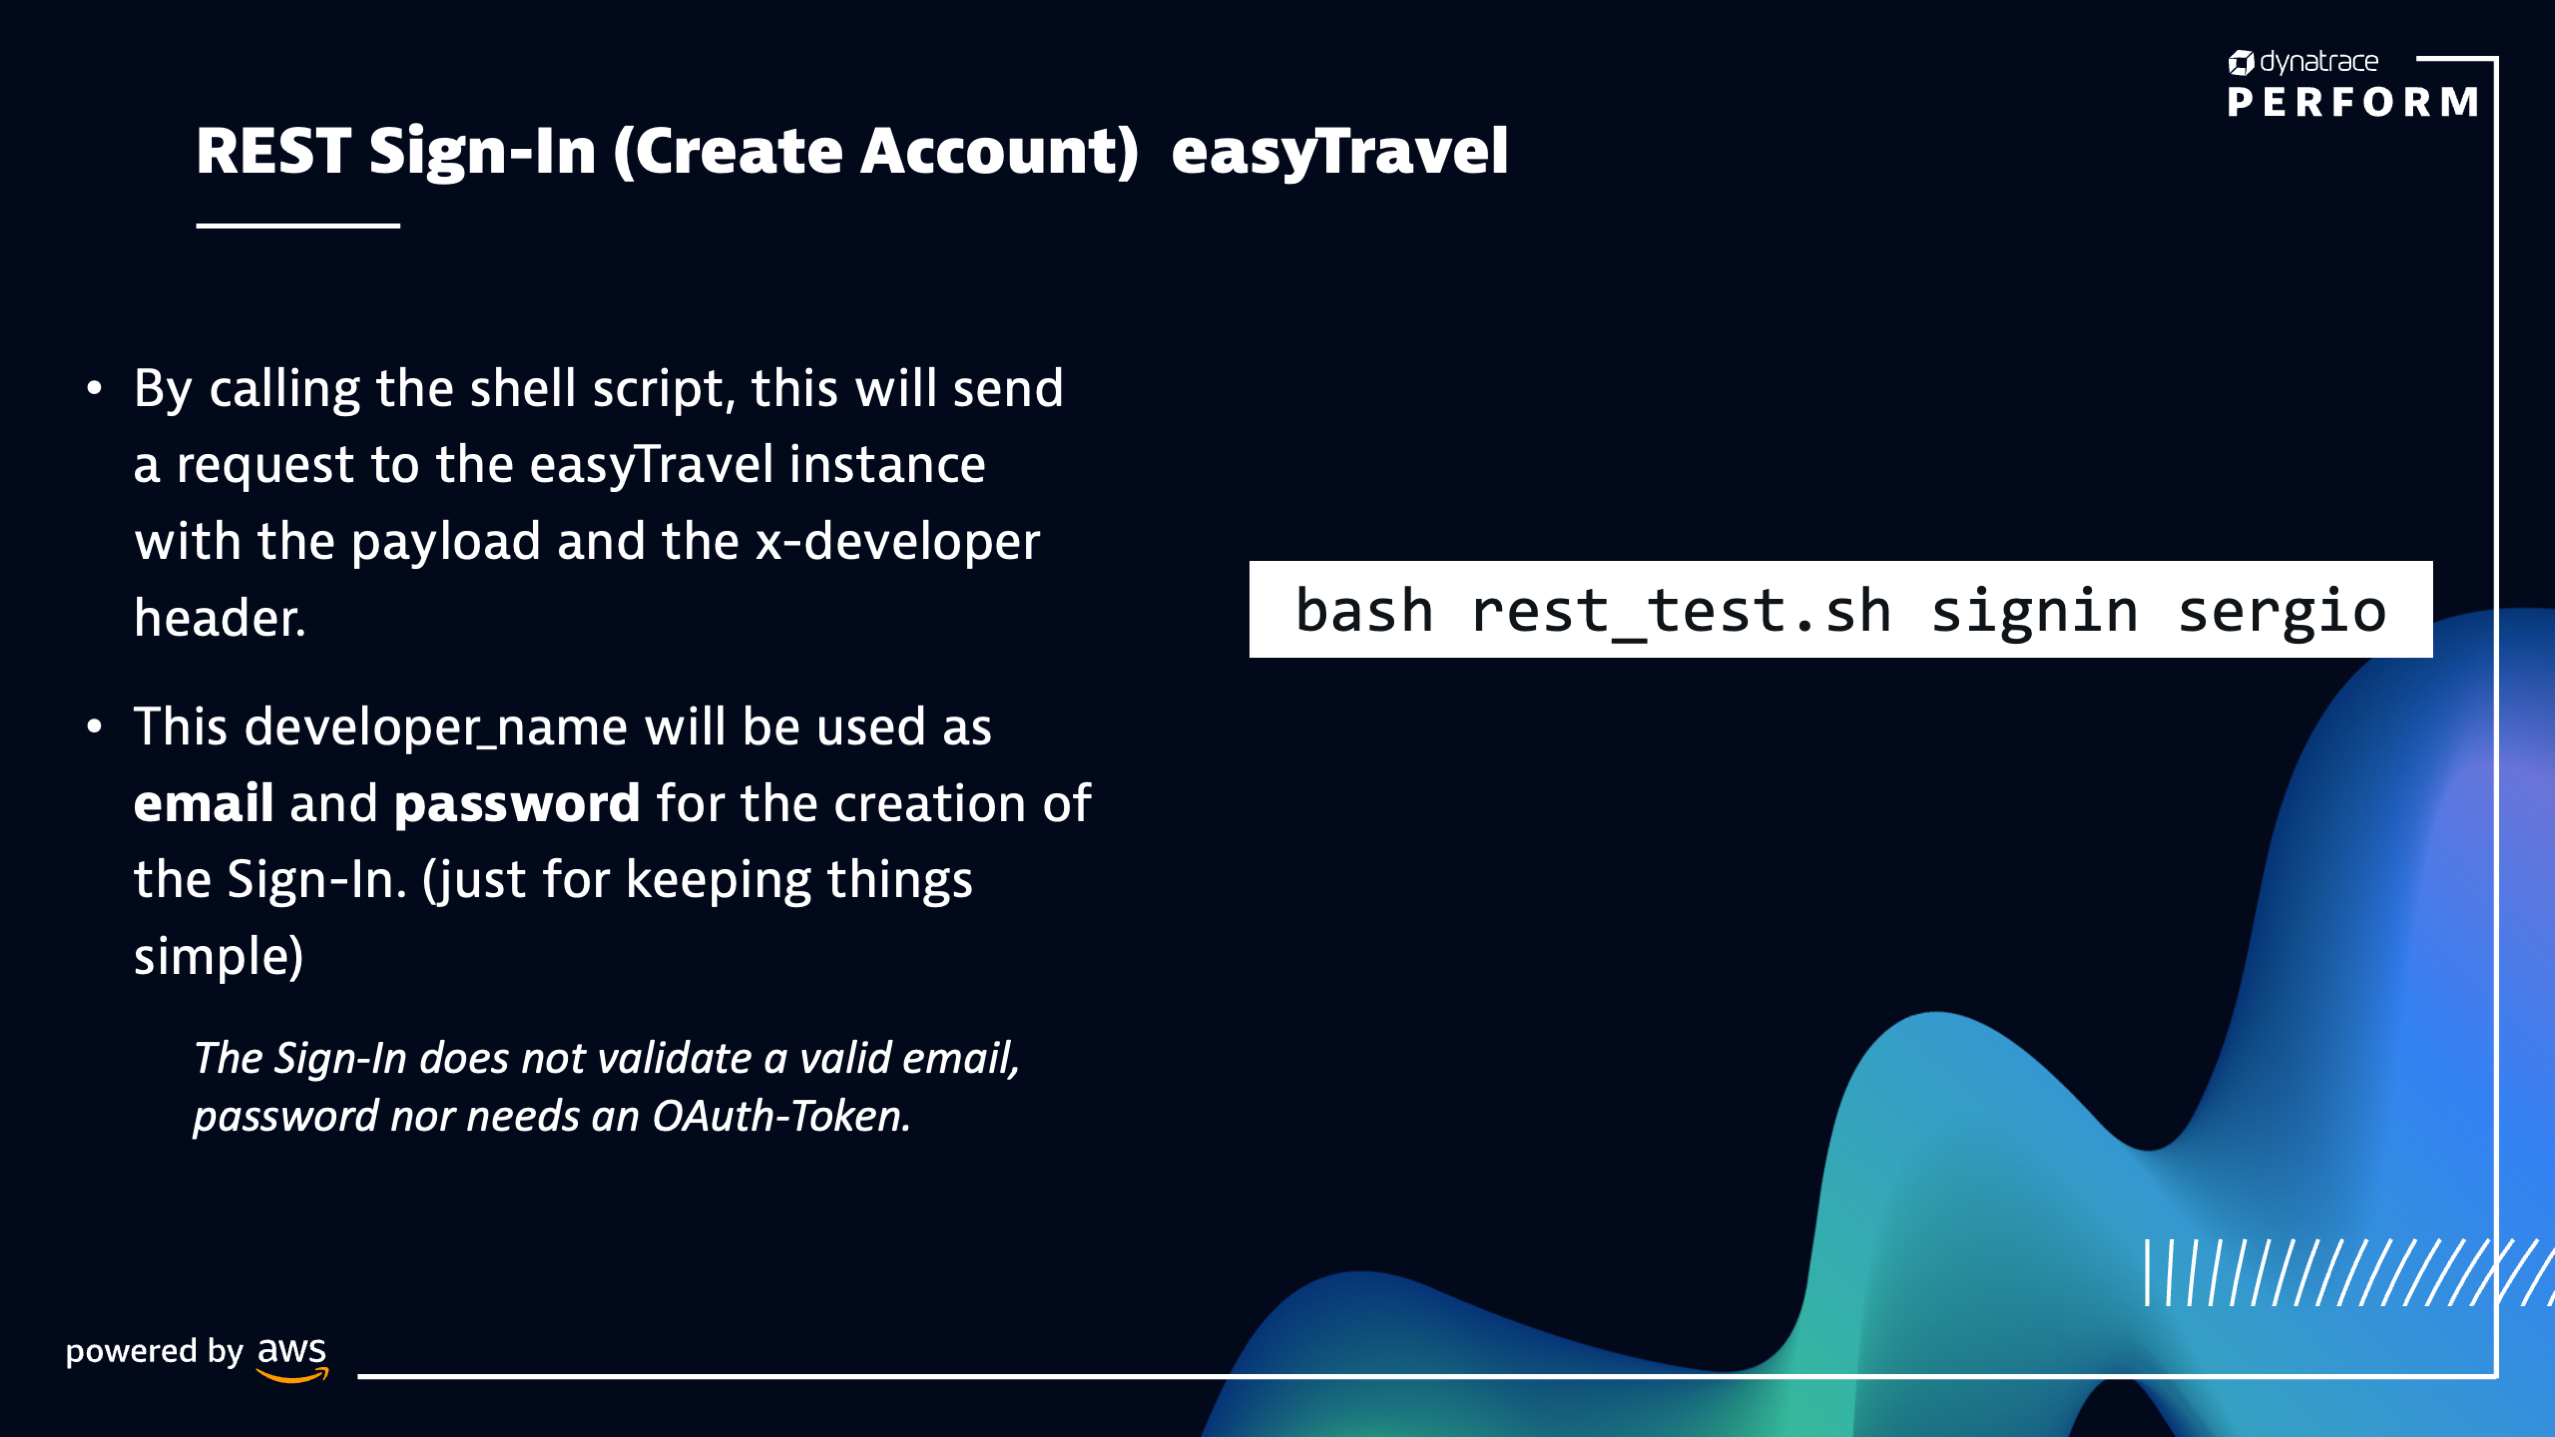 dynatrace
PERFORM
REST Sign-In (Create Account)  easyTravel
• By calling the shell script, this will send
a request to the easyTravel instance
with the payload and the x-developer
header.
• This developer_name will be used as
email and password for the creation of
the Sign-In. (just for keeping things
simple)
The Sign-In does not validate a valid email,
password nor needs an OAuth-Token.
bash rest_test.sh signin sergio
powered by aws